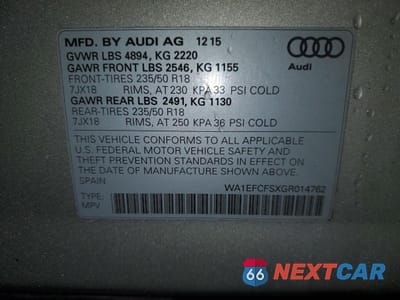 MFD. BY AUDI AG 12 15
GVWR LBS 4894, KG 2220
GAWR FRONT LBS 2546, KG 1155
FRONT-TIRES 235/50 R18
7JX18 RIMS, AT 230 KPA 33 PSI COLD
GAWR REAR LBS 2491, KG 1130
REAR-TIRES 235/50 R18
7JX18 RIMS, AT 250 KPA 36 PSI COLD
Audi
THIS VEHICLE CONFORMS TO ALL APPLICABLE
U.S. FEDERAL MOTOR VEHICLE SAFETY AND
THEFT PREVENTION STANDARDS IN EFFECT ON
THE DATE OF MANUFACTURE SHOWN ABOVE.
SPAIN
WA1EFCFSXGR014762
TYPE:
MPV
66 NEXTCAR